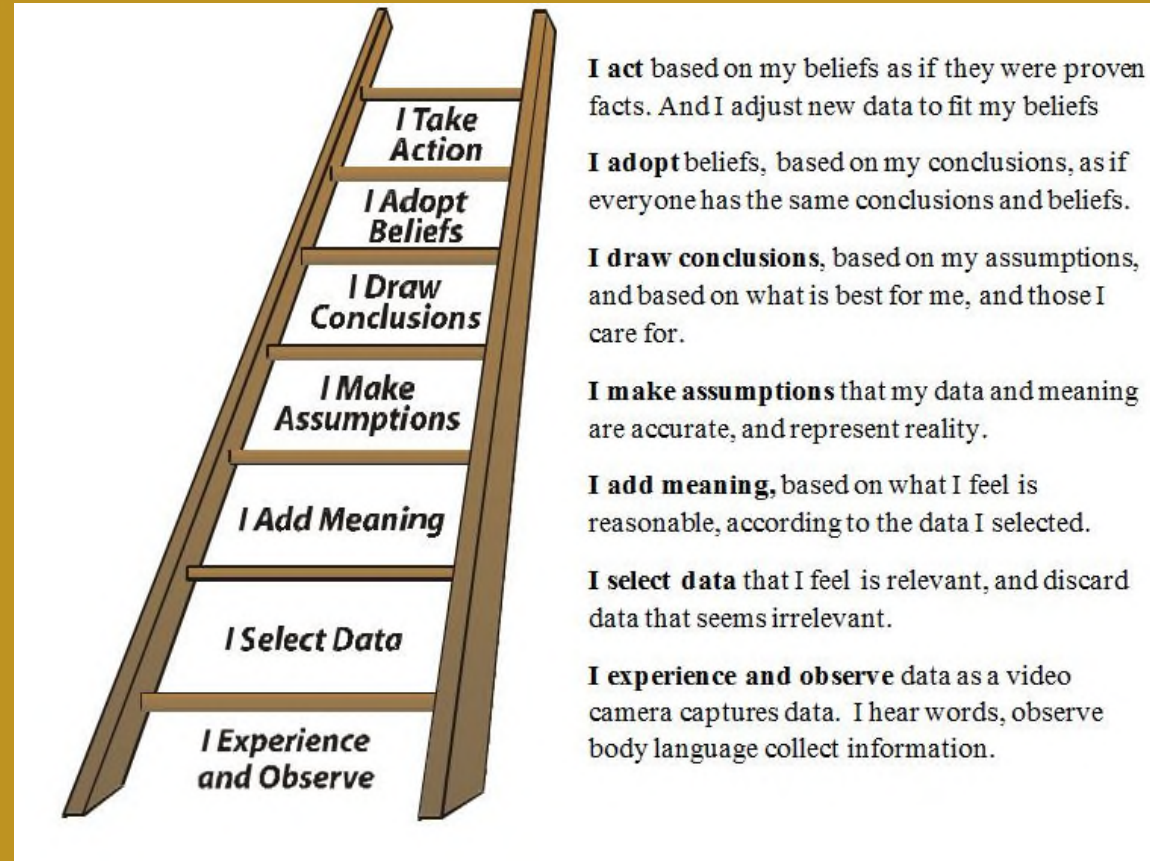 I Take
Action
I Adopt
Beliefs
I Draw
Conclusions
I Make
Assumptions
I Add Meaning
I Select Data
I Experience
and Observe
I act based on my beliefs as if they were proven
facts. And I adjust new data to fit my beliefs
I adopt beliefs, based on my conclusions, as if
everyone has the same conclusions and beliefs.
I draw conclusions, based on my assumptions,
and based on what is best for me, and those I
care for.
I make assumptions that my data and meaning
are accurate, and represent reality.
I add meaning, based on what I feel is
reasonable, according to the data I selected.
I select data that I feel is relevant, and discard
data that seems irrelevant.
I experience and observe data as a video
camera captures data. I hear words, observe
body language collect information.